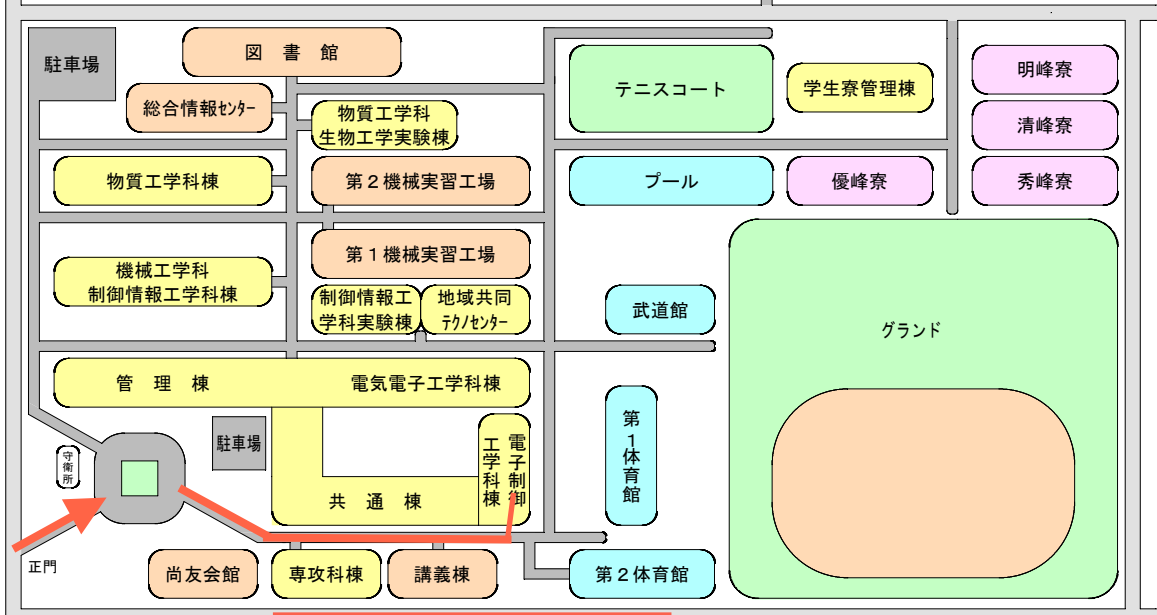 駐車場
図書館
総合情報センター
物質工学科
生物工学実験棟
テニスコート
学生寮管理棟
明峰寮
清峰寮
物質工学科棟
第2機械実習工場
プール
優峰寮
秀峰寮
機械工学科
制御情報工学科棟
第1機械実習工場
制御情報工
学科実験棟
地域共同
テクノセンター
武道館
グランド
管理棟
電気電子工学科棟
守衛所
駐車場
電子制御
工学科棟
第1体育館
共通棟
正門
尚友会館
専攻科棟
講義棟
第2体育館